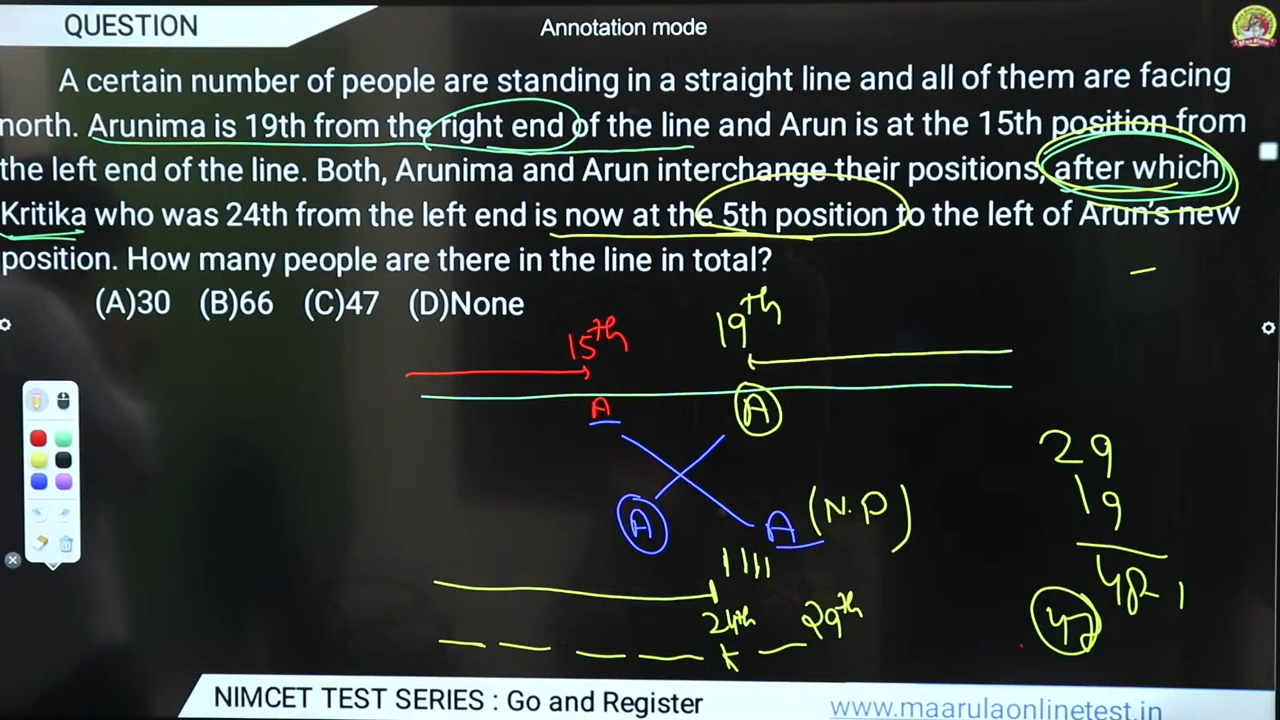 QUESTION
Annotation mode
A certain number of people are standing in a straight line and all of them are facing
north. Arunima is 19th from the right end of the line and Arun is at the 15th position from
the left end of the line. Both, Arunima and Arun interchange their positions, after which
Kritika who was 24th from the left end is now at the 5th position to the left of Arun's new
position. How many people are there in the line in total?
(A)30 (B)66 (C)47 (D)None
15th
19th
A
A
29
19
A
A (N.P)
48
1
24th
29th
47
K
NIMCET TEST SERIES : Go and Register
www.maarulaonlinetest.in